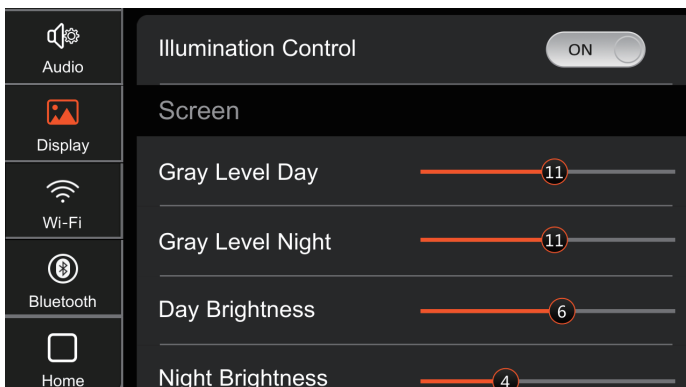 Audio
Display
Wi-Fi
Bluetooth
Home
Illumination Control
ON
Screen
Gray Level Day
11
Gray Level Night
11
Day Brightness
6
Night Brightness
4